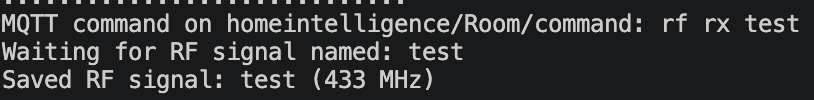 MQTT command on homeintelligence/Room/command: rf rx test
Waiting for RF signal named: test
Saved RF signal: test (433 MHz)